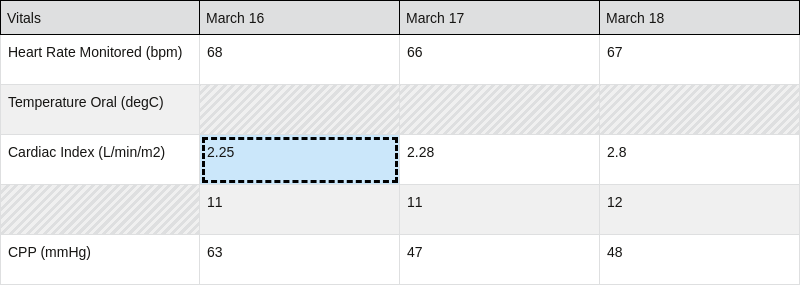 Vitals March 16 March 17 March 18
Heart Rate Monitored (bpm) 68 66 67
Temperature Oral (degC)
Cardiac Index (L/min/m2) 2.25 2.28 2.8
11 11 12
CPP (mmHg) 63 47 48